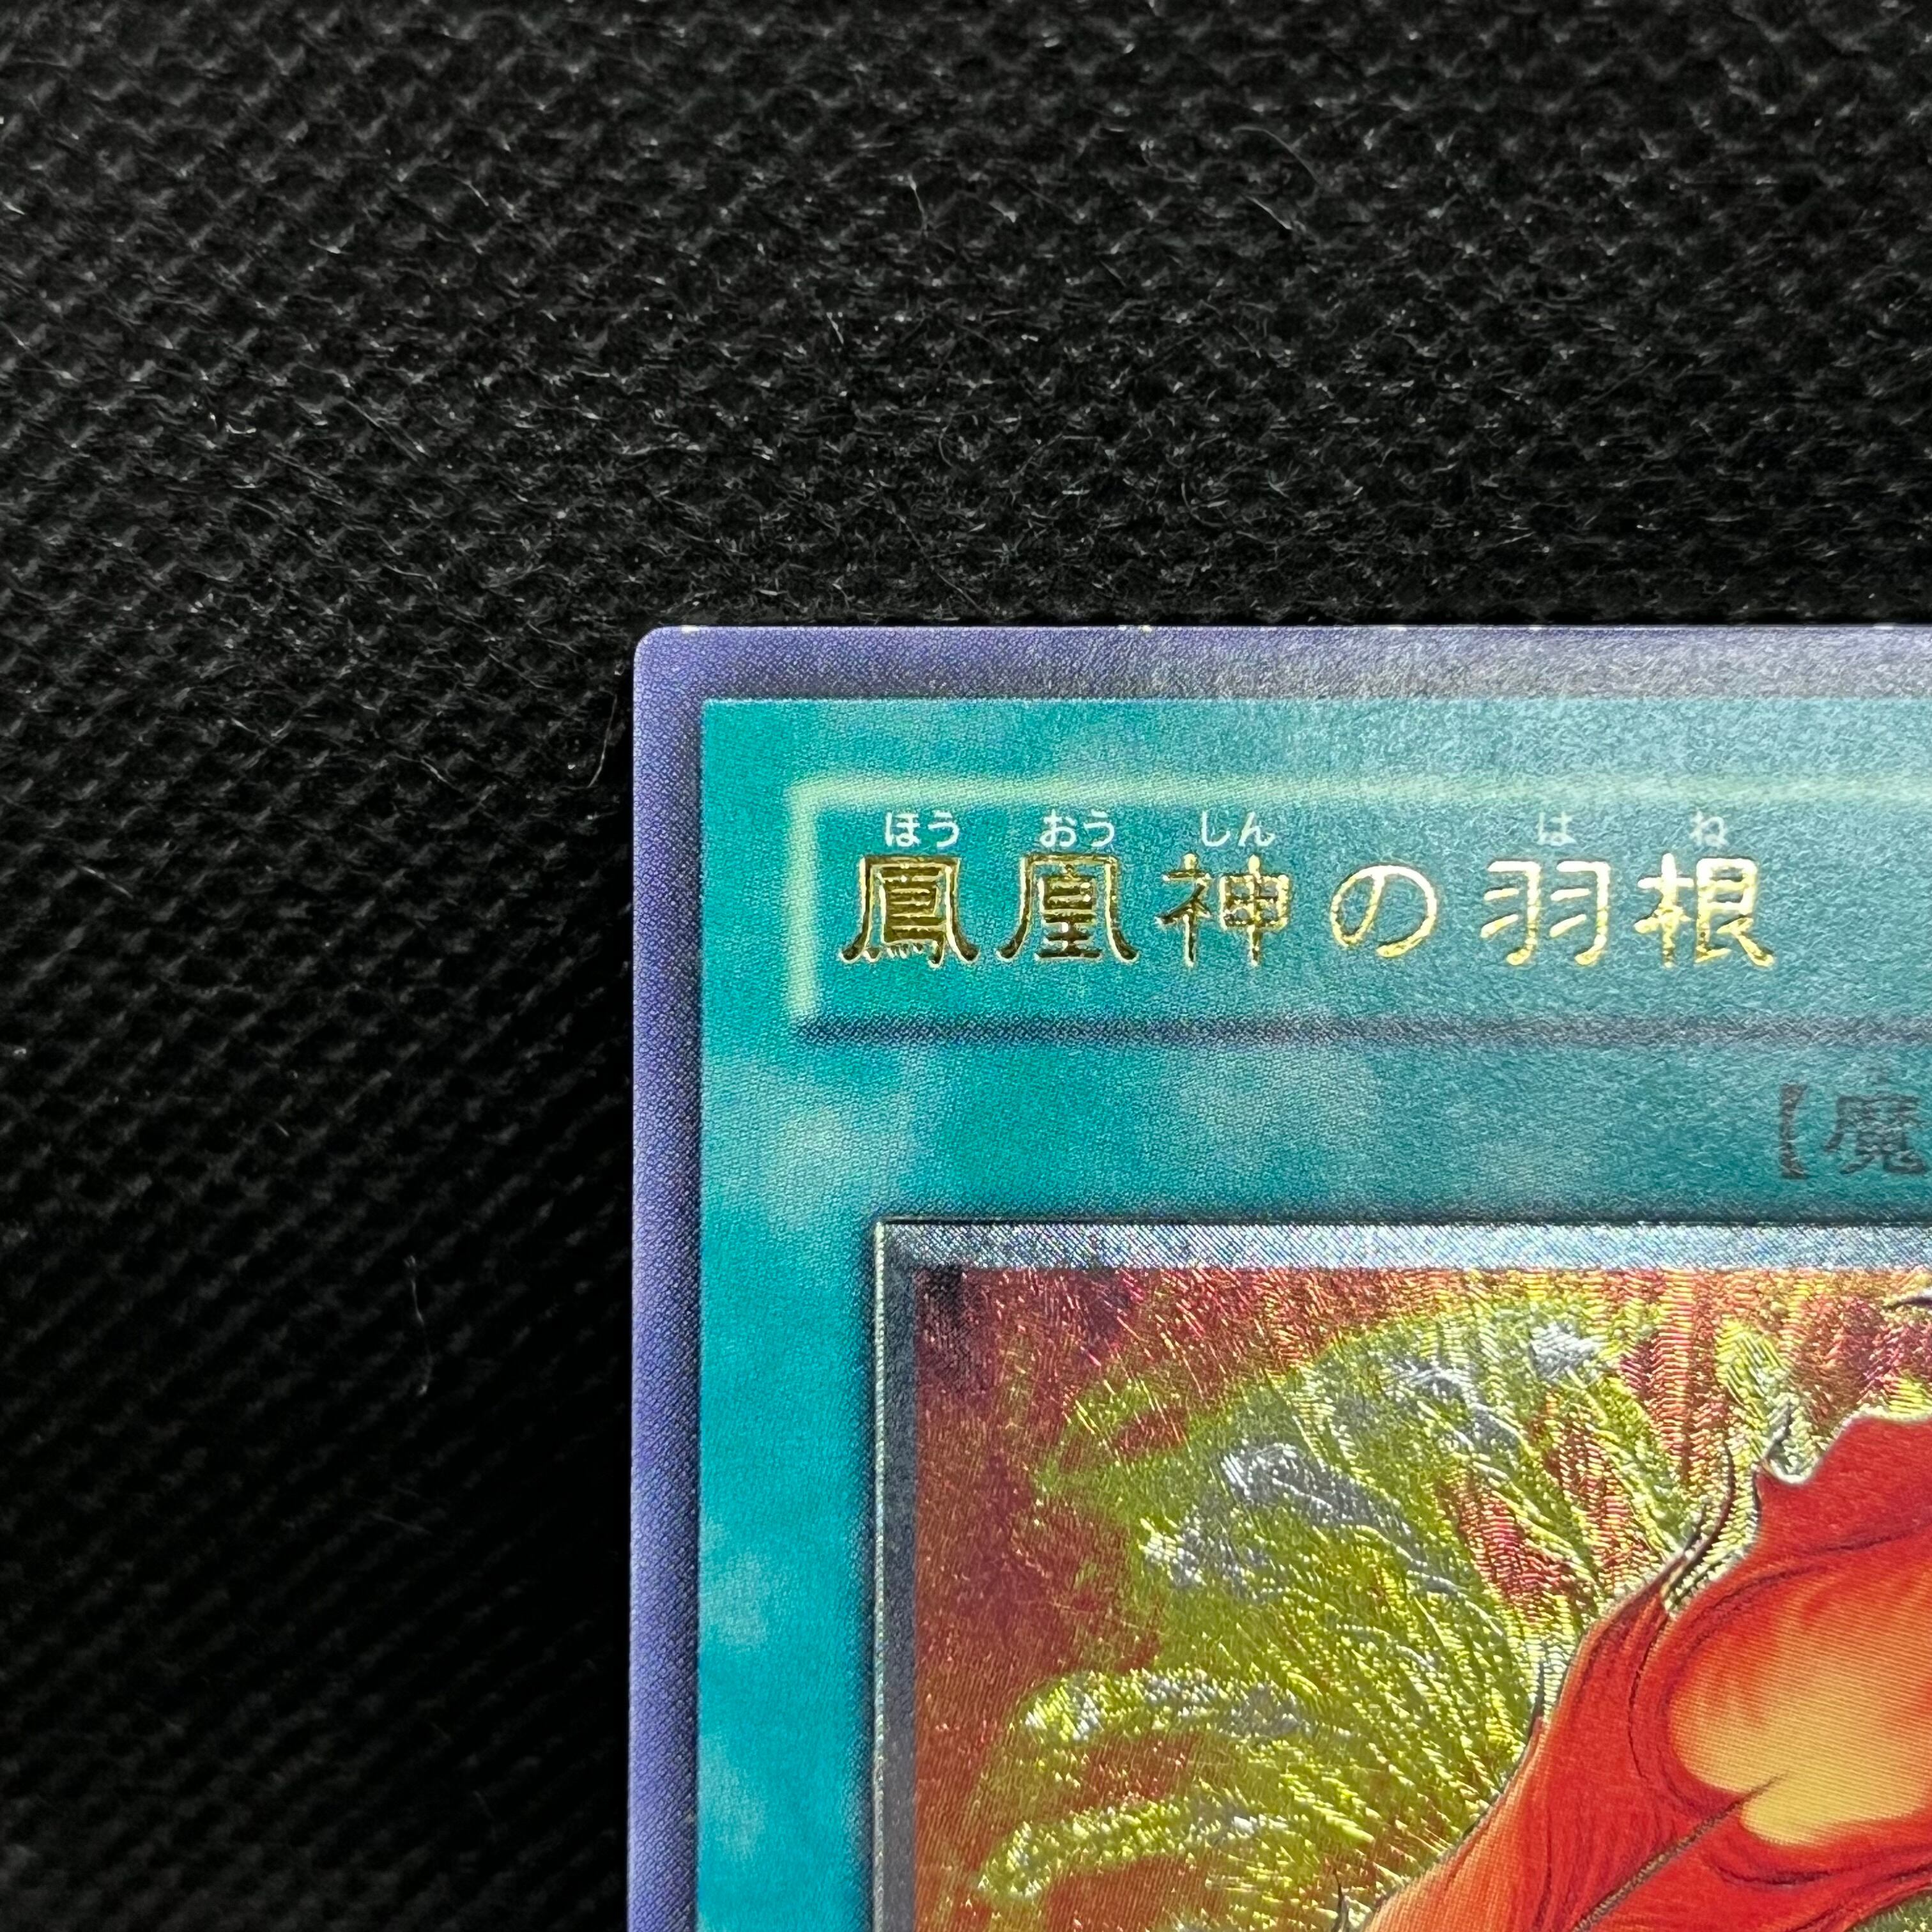 ほう おう しん は ね
鳳凰神の羽根
【魔